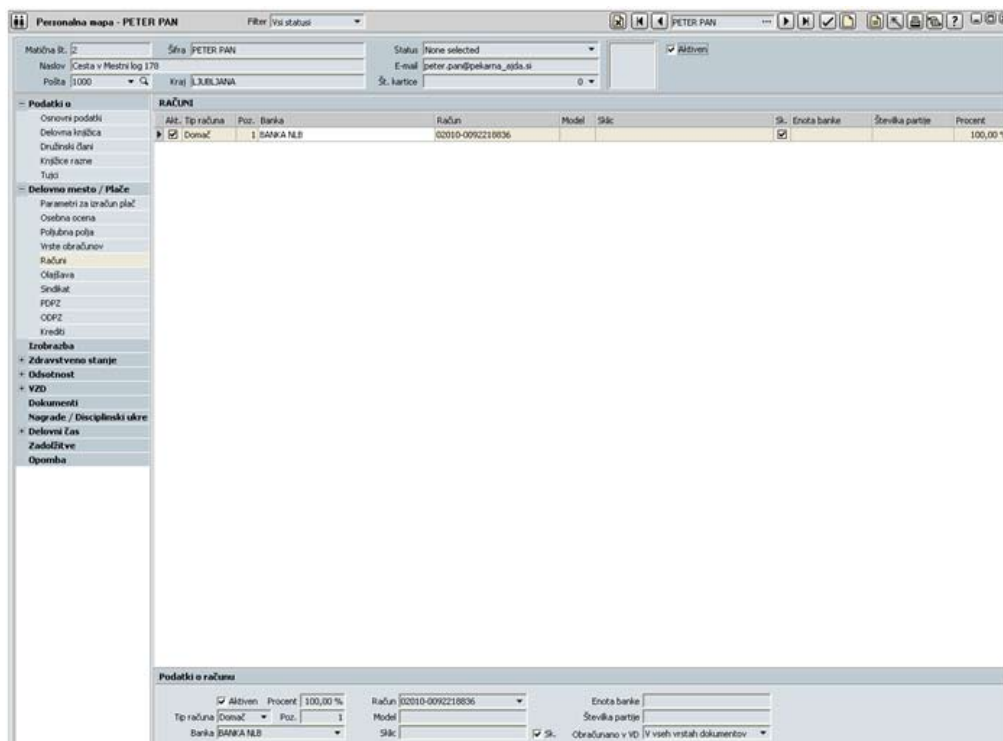 Personalna mapa - PETER PAN
Filter Vsi statusi
PETER PAN
Matična št. 2
Šifra PETER PAN
Status None selected
Aktiven
Naslov Cesta v Mestni log 178
E-mail peter.pan@pekarna_ajda.si
Pošta 1000
Kraj LJUBLJANA
Št. kartice 0
Podatki o
Osnovni podatki
Delovna knjižica
Družinski člani
Knjižice razne
Tujci
Delovno mesto / Plače
Parametri za izračun plač
Osebna ocena
Poljubna polja
Vrste obračunov
Računi
Olajšava
Sindikat
PDPZ
ODPZ
Krediti
Izobrazba
Zdravstveno stanje
Odsotnost
VZD
Dokumenti
Nagrade / Disciplinski ukre
Delovni čas
Zadolžitve
Opomba
RAČUNI
Akt. Tip računa Poz. Banka Račun Model Sklic Sk. Enota banke Številka partije Procent
Domač 1 BANKA NLB 02010-0092218836 100,00 %
Podatki o računu
Aktiven Procent 100,00 % Račun 02010-0092218836 Enota banke
Tip računa Domač Poz. 1 Model Številka partije
Banka BANKA NLB Sklic Sk. Obračunano v VD V vseh vrstah dokumentov